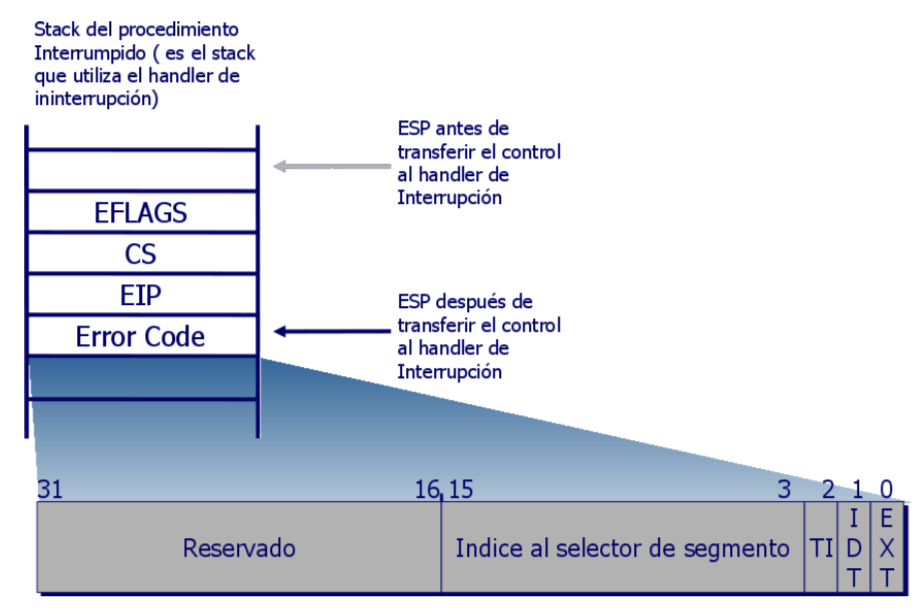 Stack del procedimiento
Interrumpido ( es el stack
que utiliza el handler de
ininterrupción)
ESP antes de
transferir el control
al handler de
Interrupción
EFLAGS
CS
EIP
Error Code
ESP después de
transferir el control
al handler de
Interrupción
31 16 15 3 2 1 0
Reservado
Indice al selector de segmento
TI
IDT
EXT